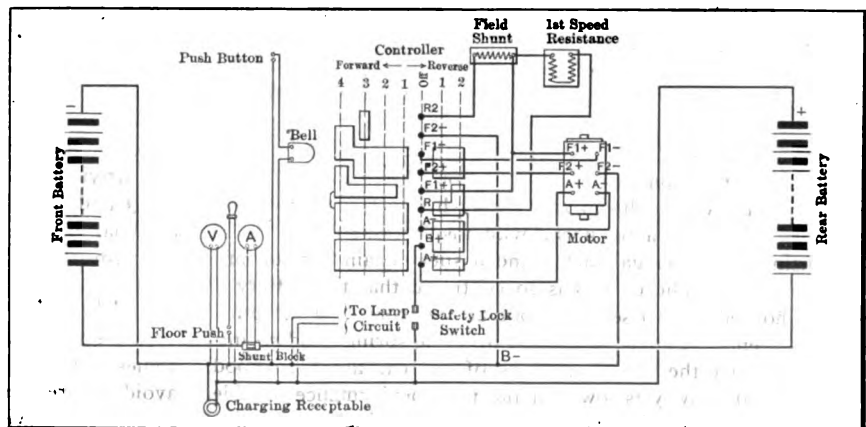 Field
Shunt
1st Speed
Resistance
Push Button
Controller
Forward
Reverse
4 3 2 1 Off 1 2
Bell
R2
F2-
F1-
F2+
F1+
R
A-
B+
A+
F1+ F1-
F2+ F2-
A+ A-
Motor
Front Battery
-
Rear Battery
+
V
A
Floor Push
Shunt Block
To Lamp
Circuit
Safety Lock
Switch
B-
Charging Receptable